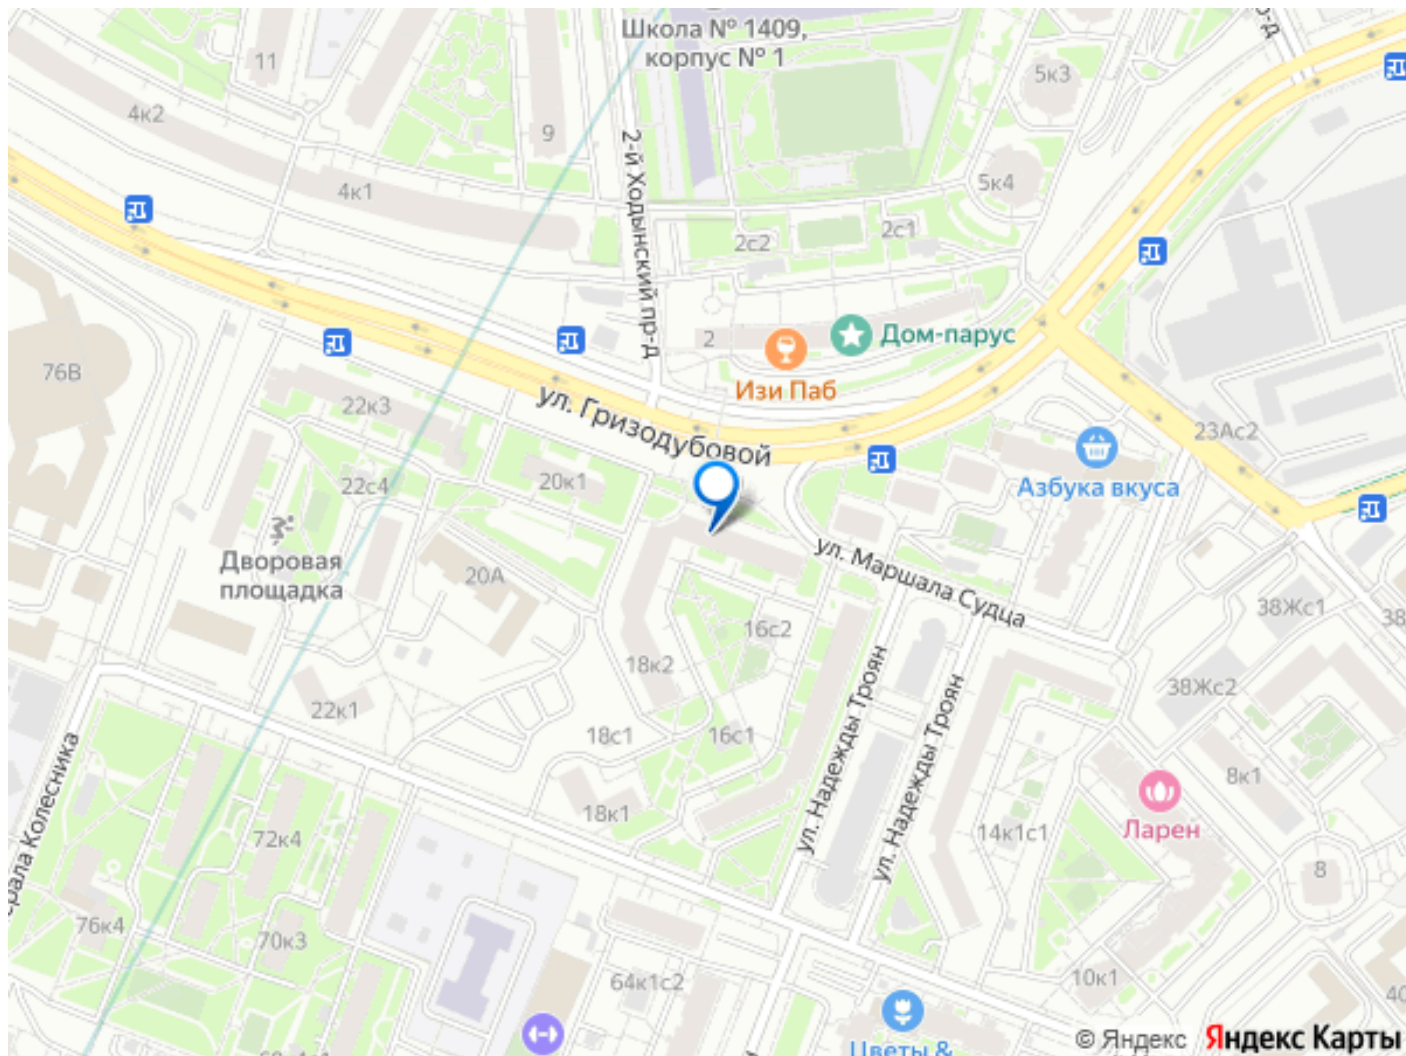 Школа № 1409,
корпус № 1
р-д
11
5к3
4к2
9
2-й Ходынский пр-д
4к1
5к4
2с2
2с1
2
Дом-парус
Изи Паб
76В
22к3
ул. Гризодубовой
23Ас2
22с4
20к1
Азбука вкуса
Дворовая
площадка
20А
ул. Маршала Судца
38Жс1
38
16с2
18к2
ул. Надежды Троян
ул. Надежды Троян
38Жс2
22к1
18с1
16с1
ерала Колесника
8к1
18к1
72к4
14к1с1
Ларен
8
76к4
70к3
64к1с2
10к1
40
Цветы &
© Яндекс Яндекс Карты